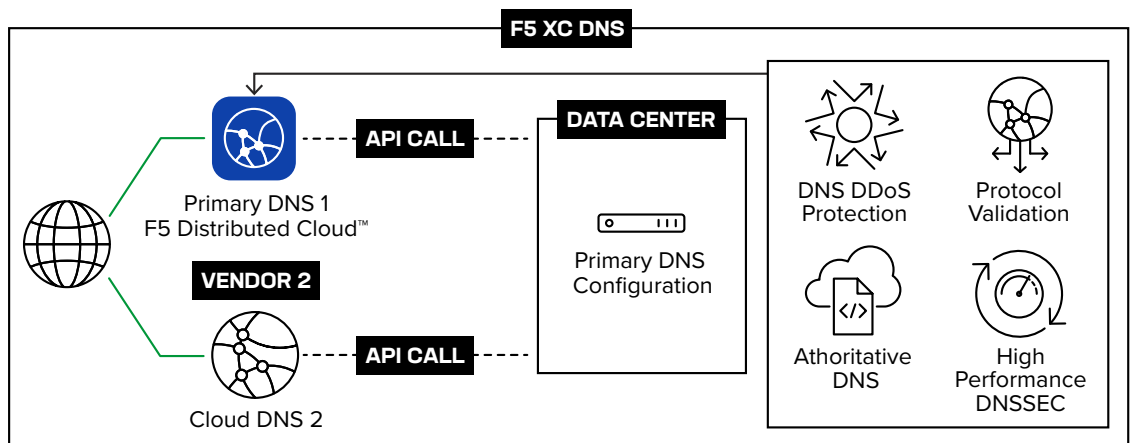 F5 XC DNS
API CALL
DATA CENTER
Primary DNS 1
F5 Distributed Cloud™
VENDOR 2
Cloud DNS 2
API CALL
Primary DNS
Configuration
DNS DDoS
Protection
Protocol
Validation
</>
Athoritative
DNS
High
Performance
DNSSEC